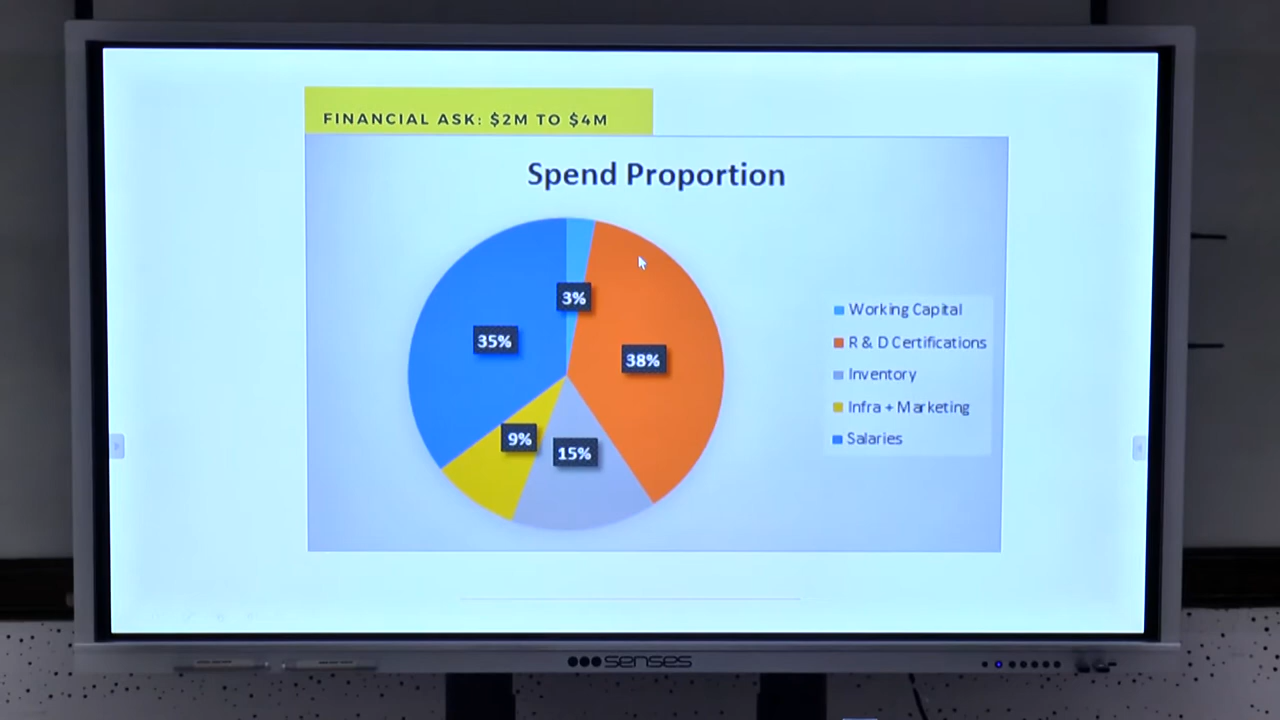 FINANCIAL ASK: $2M TO $4M
Spend Proportion
3%
35%
38%
9%
15%
Working Capital
R & D Certifications
Inventory
Infra + Marketing
Salaries
senses